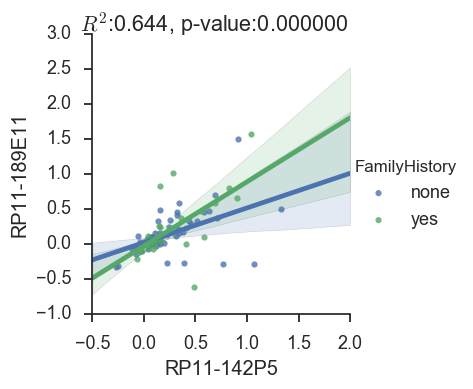 R²:0.644, p-value:0.000000
3.0
2.5
2.0
1.5
1.0
0.5
0.0
−0.5
−1.0
RP11-189E11
−0.5 0.0 0.5 1.0 1.5 2.0
RP11-142P5
FamilyHistory
none
yes